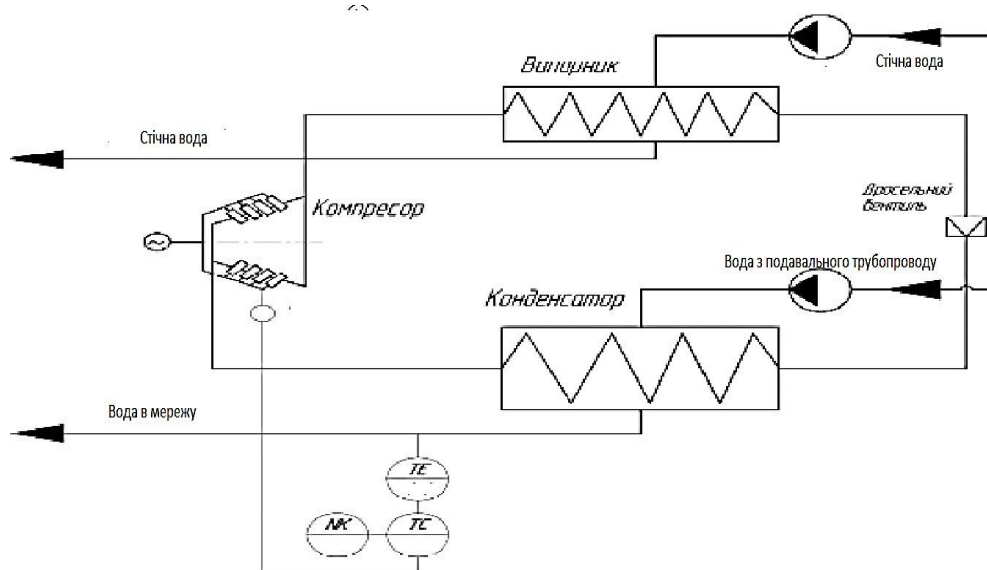 Випарник
Стічна вода
Стічна вода
Компресор
Дросельний
вентиль
Вода з подавального трубопроводу
Конденсатор
Вода в мережу
TE
NK
TC